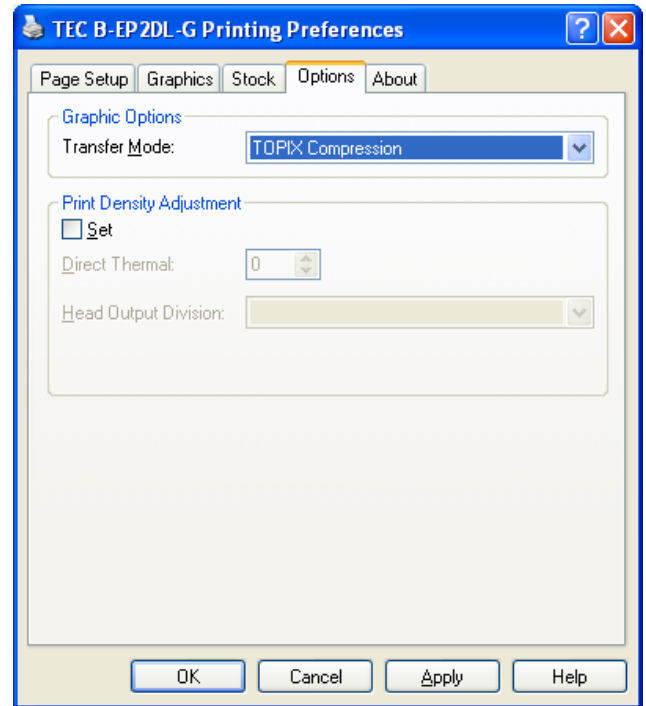 TEC B-EP2DL-G Printing Preferences
Page Setup Graphics Stock Options About
Graphic Options
Transfer Mode: TOPIX Compression
Print Density Adjustment
Set
Direct Thermal: 0
Head Output Division:
OK Cancel Apply Help